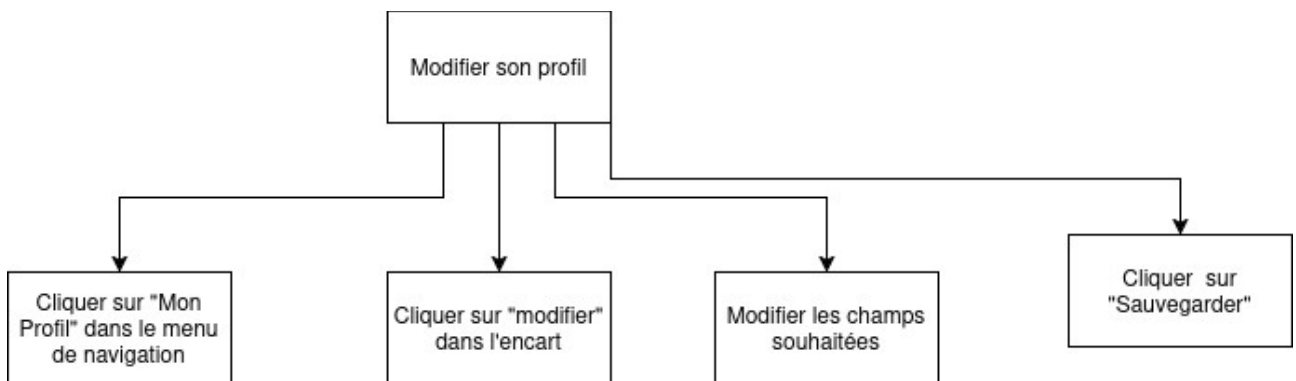 Modifier son profil
Cliquer sur "Mon
Profil" dans le menu
de navigation
Cliquer sur "modifier"
dans l'encart
Modifier les champs
souhaitées
Cliquer sur
"Sauvegarder"